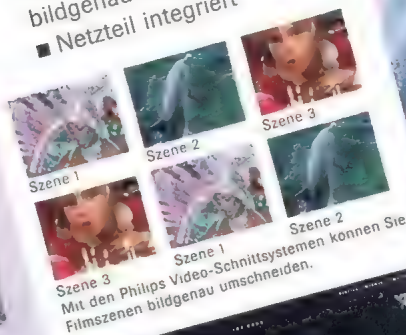 bildgenau
■ Netzteil integriert
Szene 1
Szene 2
Szene 3
Szene 3
Szene 1
Szene 2
Mit den Philips Video-Schnittsystemen können Sie
Filmszenen bildgenau umschneiden.